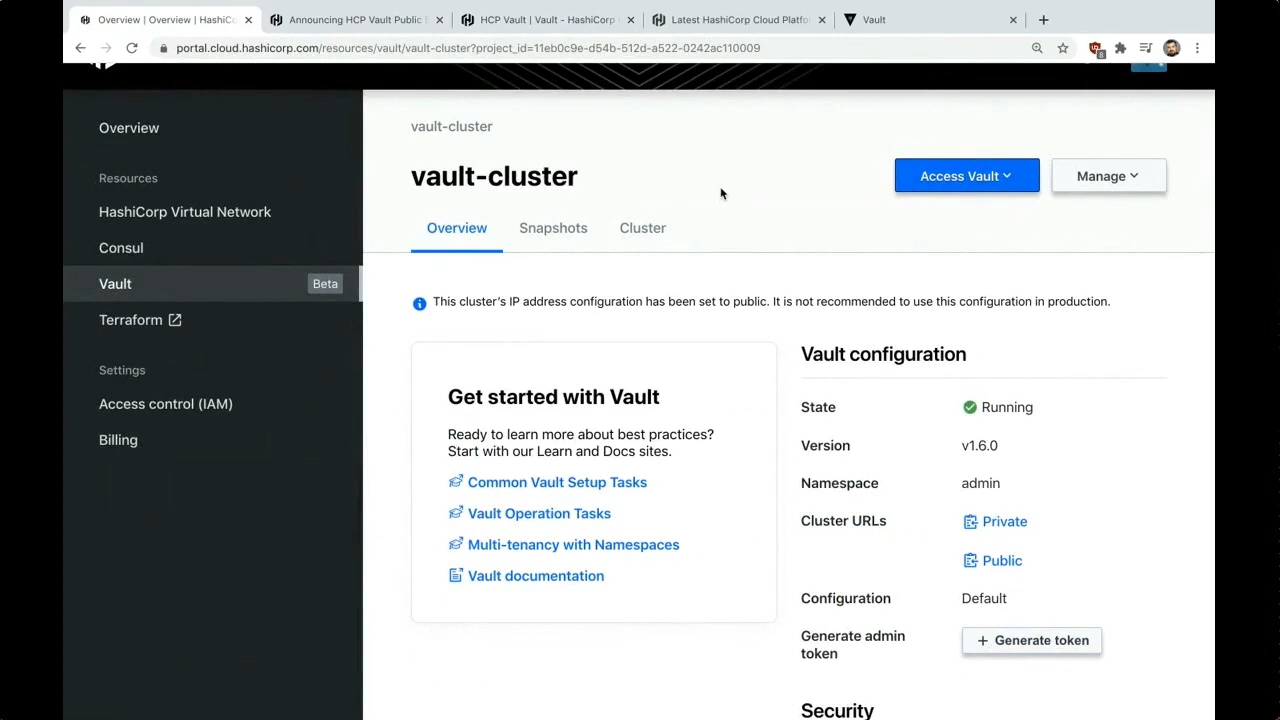 Overview | Overview | HashiCo
Announcing HCP Vault Public
HCP Vault | Vault - HashiCorp
Latest HashiCorp Cloud Platfo
Vault
portal.cloud.hashicorp.com/resources/vault/vault-cluster?project_id=11eb0c9e-d54b-512d-a522-0242ac110009
Overview
Resources
HashiCorp Virtual Network
Consul
Vault
Beta
Terraform
Settings
Access control (IAM)
Billing
vault-cluster
vault-cluster
Access Vault
Manage
Overview
Snapshots
Cluster
This cluster's IP address configuration has been set to public. It is not recommended to use this configuration in production.
Get started with Vault
Ready to learn more about best practices?
Start with our Learn and Docs sites.
Common Vault Setup Tasks
Vault Operation Tasks
Multi-tenancy with Namespaces
Vault documentation
Vault configuration
State
Running
Version
v1.6.0
Namespace
admin
Cluster URLs
Private
Public
Configuration
Default
Generate admin
token
+ Generate token
Security